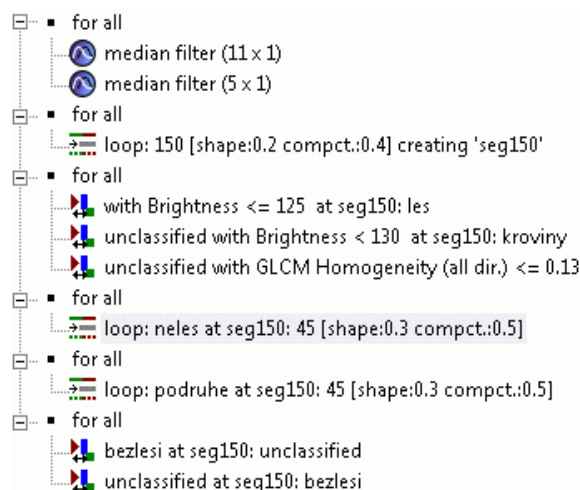 for all
median filter (11 x 1)
median filter (5 x 1)
for all
loop: 150 [shape:0.2 compct.:0.4] creating 'seg150'
for all
with Brightness <= 125 at seg150: les
unclassified with Brightness < 130 at seg150: kroviny
unclassified with GLCM Homogeneity (all dir.) <= 0.13
for all
loop: neles at seg150: 45 [shape:0.3 compct.:0.5]
for all
loop: podruhe at seg150: 45 [shape:0.3 compct.:0.5]
for all
bezlesi at seg150: unclassified
unclassified at seg150: bezlesi